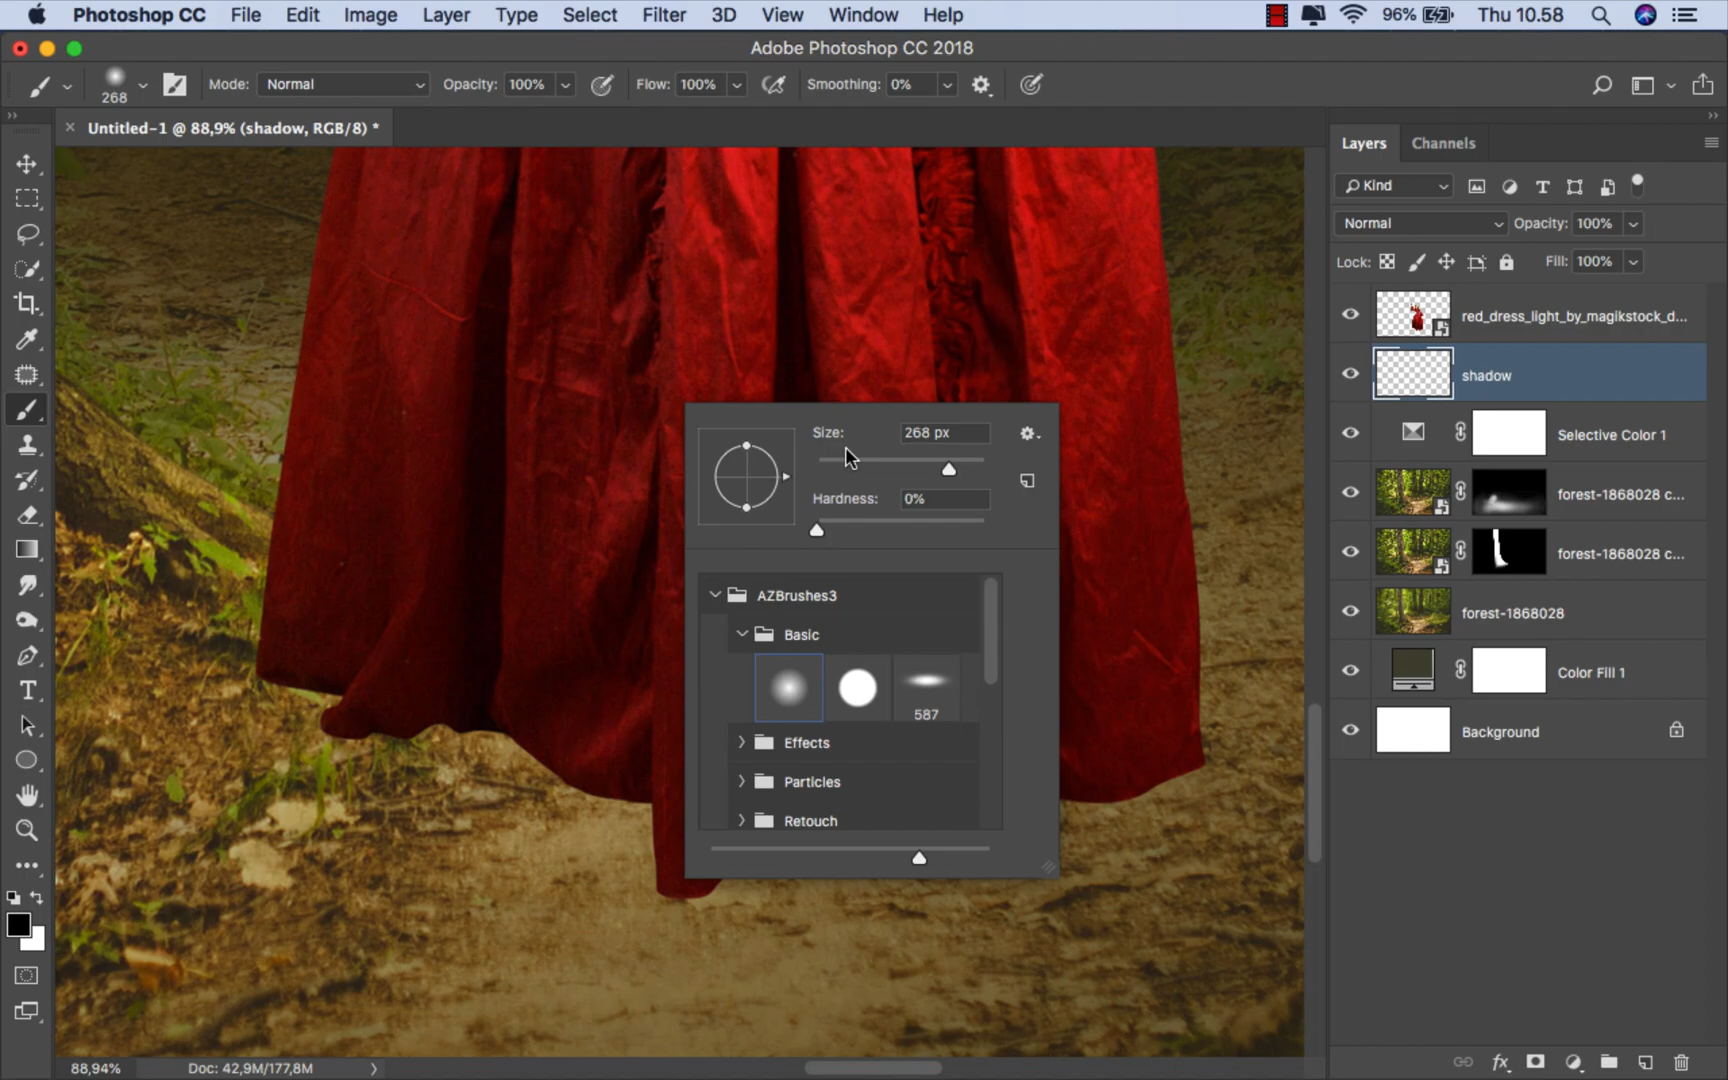 Photoshop CC File Edit Image Layer Type Select Filter 3D View Window Help 96% Thu 10.58
Adobe Photoshop CC 2018
268 Mode: Normal Opacity: 100% Flow: 100% Smoothing: 0%
× Untitled-1 @ 88,9% (shadow, RGB/8) *
Layers Channels
Kind
Normal Opacity: 100%
Lock: Fill: 100%
red_dress_light_by_magikstock_d...
shadow
Selective Color 1
forest-1868028 c...
forest-1868028 c...
forest-1868028
Color Fill 1
Background
Size: 268 px
Hardness: 0%
AZBrushes3
Basic
587
Effects
Particles
Retouch
88,94% Doc: 42,9M/177,8M